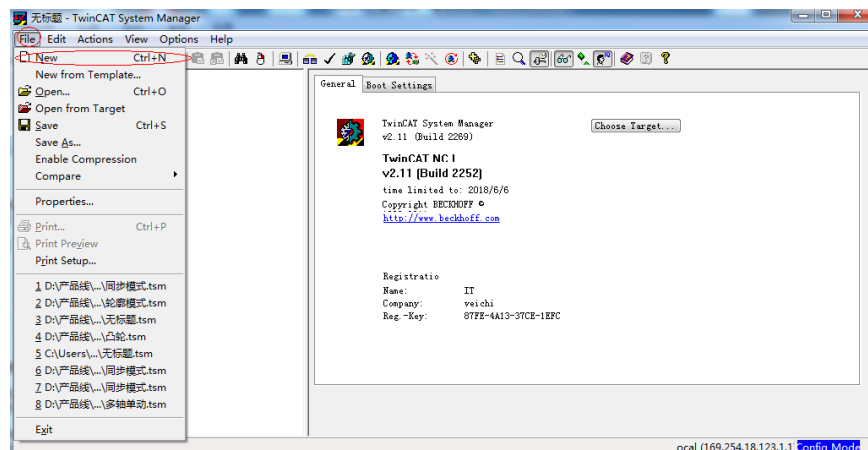 无标题 - TwinCAT System Manager
File Edit Actions View Options Help
New Ctrl+N
New from Template...
Open... Ctrl+O
Open from Target
Save Ctrl+S
Save As...
Enable Compression
Compare
Properties...
Print... Ctrl+P
Print Preview
Print Setup...
1 D:\产品线\...\同步模式.tsm
2 D:\产品线\...\轮廓模式.tsm
3 D:\产品线\...\无标题.tsm
4 D:\产品线\...\凸轮.tsm
5 C:\Users\...\无标题.tsm
6 D:\产品线\...\同步模式.tsm
7 D:\产品线\...\同步模式.tsm
8 D:\产品线\...\多轴单动.tsm
Exit
General Boot Settings
TwinCAT System Manager
v2.11 (Build 2269)
Choose Target...
TwinCAT NC I
v2.11 (Build 2252)
time limited to: 2018/6/6
Copyright BECKHOFF ©
http://www.beckhoff.com
Registratio
Name: IT
Company: veichi
Reg.-Key: 87FE-4A13-37CE-1EFC
ocal (169.254.18.123.1.1 Config Mode